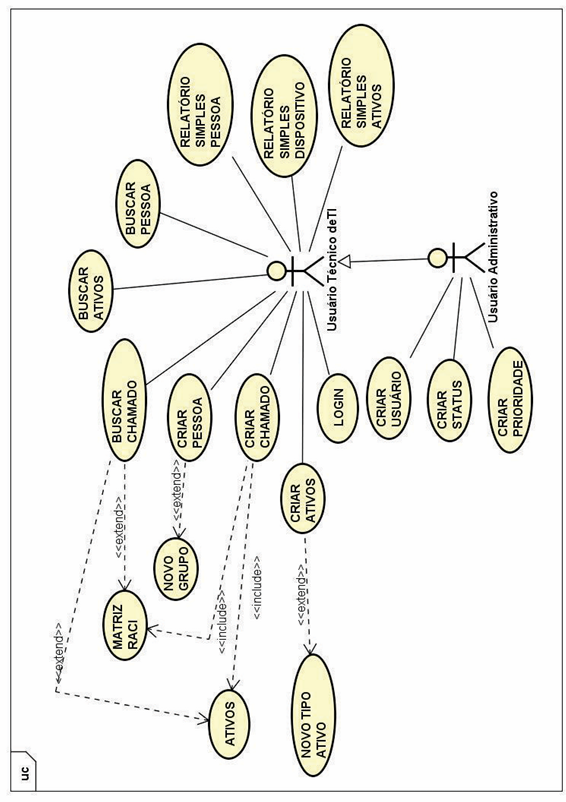 uc
BUSCAR
ATIVOS
BUSCAR
PESSOA
RELATÓRIO
SIMPLES
PESSOA
RELATÓRIO
SIMPLES
DISPOSITIVO
RELATÓRIO
SIMPLES
ATIVOS
BUSCAR
CHAMADO
CRIAR
PESSOA
CRIAR
CHAMADO
LOGIN
CRIAR
ATIVOS
Usuário Técnico deTI
Usuário Administrativo
CRIAR
USUÁRIO
CRIAR
STATUS
CRIAR
PRIORIDADE
<<extend>>
<<extend>>
<<extend>>
<<include>>
<<include>>
<<extend>>
MATRIZ
RACI
NOVO
GRUPO
ATIVOS
NOVO TIPO
ATIVO